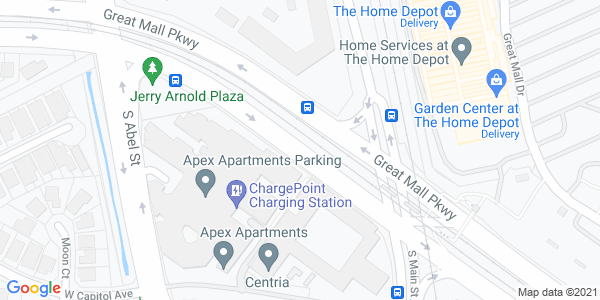 Great Mall Pkwy
The Home Depot
Delivery
Home Services at
The Home Depot
Great Mall Dr
Jerry Arnold Plaza
Garden Center at
The Home Depot
Delivery
S Abel St
Apex Apartments Parking
Great Mall Pkwy
ChargePoint
Charging Station
Apex Apartments
Centria
Moon Ct
S Main St
W Capitol Ave
Google
Map data ©2021